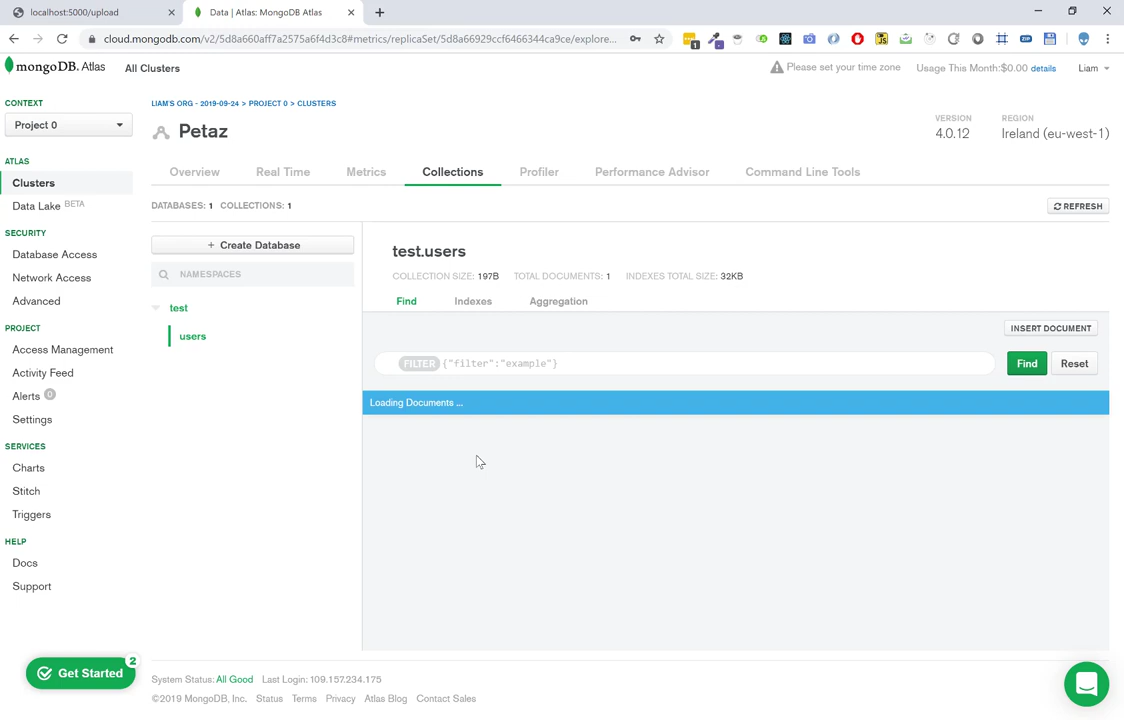 localhost:5000/upload
Data | Atlas: MongoDB Atlas
cloud.mongodb.com/v2/5d8a660aff7a2575a6f4d3c8#metrics/replicaSet/5d8a66929ccf6466344ca9ce/explore...
mongoDB. Atlas
All Clusters
Please set your time zone
Usage This Month:$0.00 details
Liam
CONTEXT
Project 0
ATLAS
Clusters
Data Lake BETA
SECURITY
Database Access
Network Access
Advanced
PROJECT
Access Management
Activity Feed
Alerts 0
Settings
SERVICES
Charts
Stitch
Triggers
HELP
Docs
Support
Get Started 2
LIAM'S ORG - 2019-09-24 > PROJECT 0 > CLUSTERS
Petaz
VERSION
4.0.12
REGION
Ireland (eu-west-1)
Overview
Real Time
Metrics
Collections
Profiler
Performance Advisor
Command Line Tools
DATABASES: 1 COLLECTIONS: 1
REFRESH
+ Create Database
NAMESPACES
test
users
test.users
COLLECTION SIZE: 197B TOTAL DOCUMENTS: 1 INDEXES TOTAL SIZE: 32KB
Find
Indexes
Aggregation
INSERT DOCUMENT
FILTER {"filter":"example"}
Find
Reset
Loading Documents ...
System Status: All Good Last Login: 109.157.234.175
©2019 MongoDB, Inc. Status Terms Privacy Atlas Blog Contact Sales